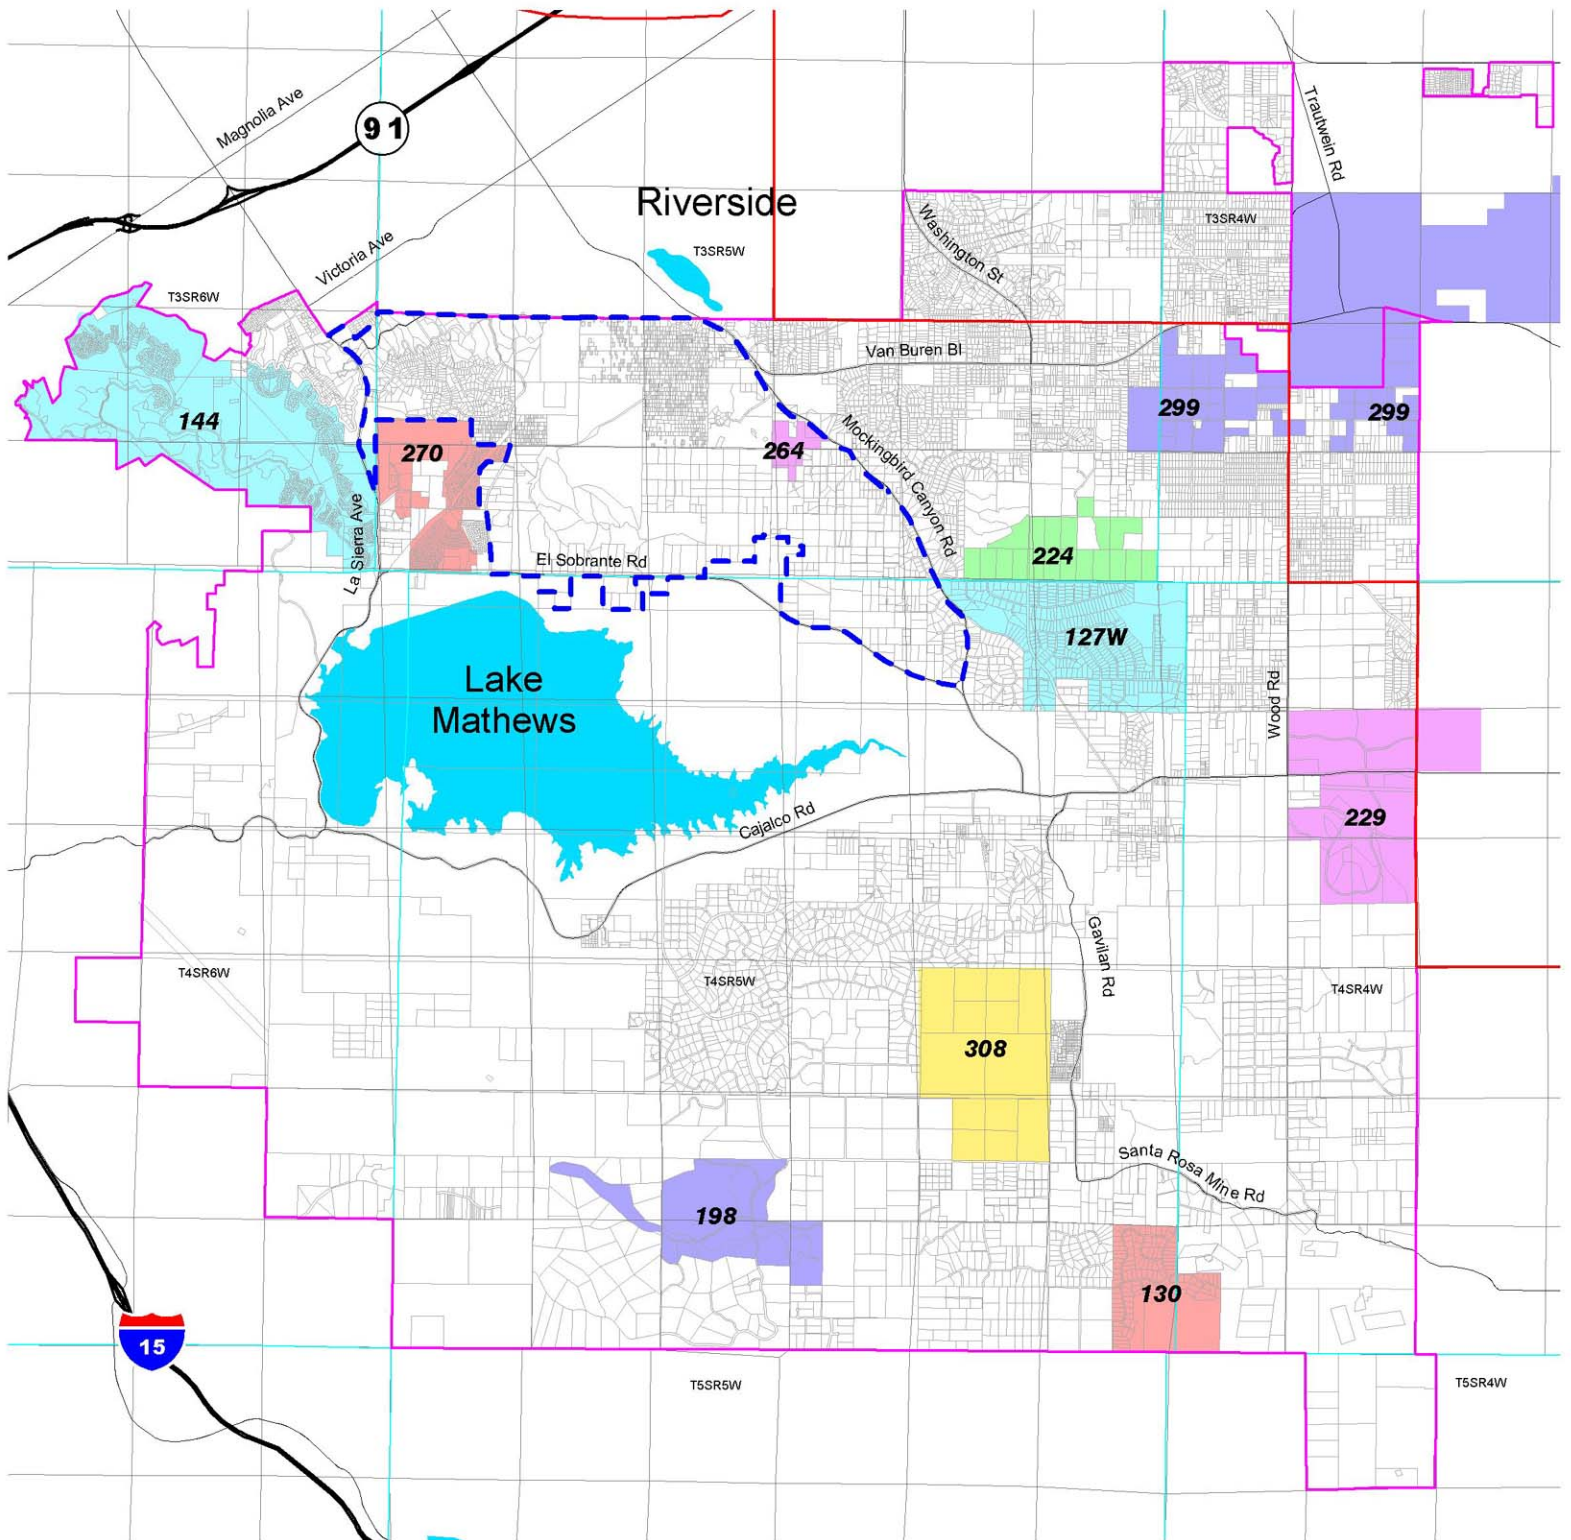 Magnolia Ave
91
Trautwein Rd
Riverside
Washington St
T3SR4W
Victoria Ave
T3SR5W
T3SR6W
Van Buren Bl
144
270
264
Mockingbird Canyon Rd
299
299
La Sierra Ave
El Sobrante Rd
224
127W
Lake
Mathews
Wood Rd
Cajalco Rd
229
Gavilan Rd
T4SR6W
T4SR5W
T4SR4W
308
Santa Rosa Mine Rd
198
130
15
T5SR5W
T5SR4W